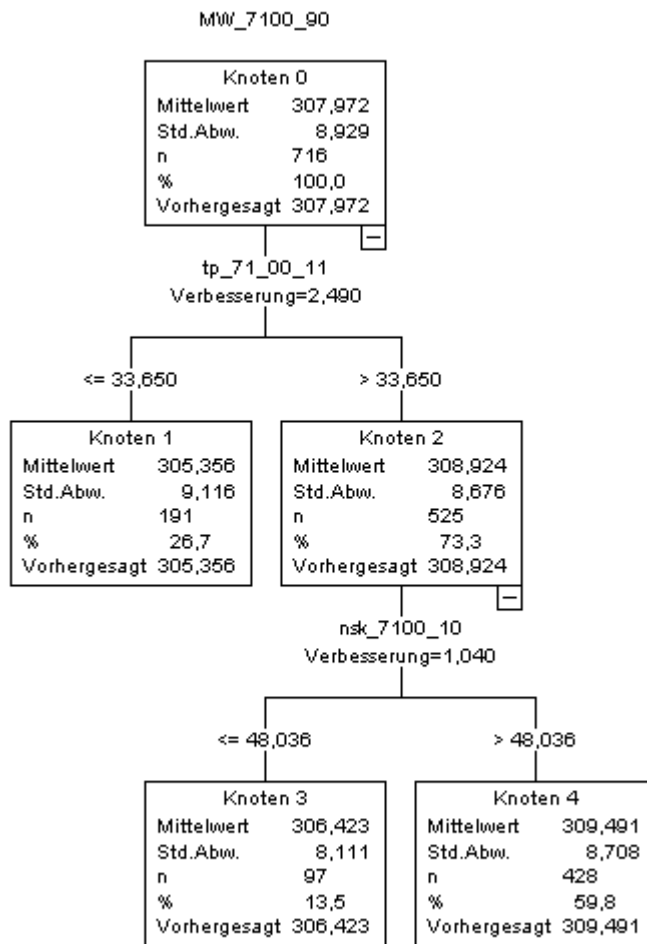 MW_7100_90
Knoten 0
Mittelwert 307,972
Std.Abw. 8,929
n 716
% 100,0
Vorhergesagt 307,972
tp_71_00_11
Verbesserung=2,490
<= 33,650
> 33,650
Knoten 1
Mittelwert 305,356
Std.Abw. 9,116
n 191
% 26,7
Vorhergesagt 305,356
Knoten 2
Mittelwert 308,924
Std.Abw. 8,676
n 525
% 73,3
Vorhergesagt 308,924
nsk_7100_10
Verbesserung=1,040
<= 48,036
> 48,036
Knoten 3
Mittelwert 306,423
Std.Abw. 8,111
n 97
% 13,5
Vorhergesagt 306,423
Knoten 4
Mittelwert 309,491
Std.Abw. 8,708
n 428
% 59,8
Vorhergesagt 309,491